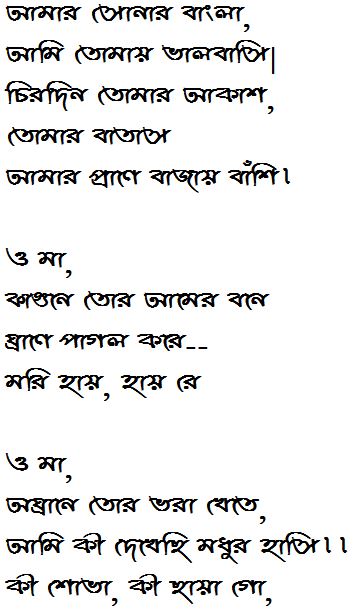 আমার সোনার বাংলা,
আমি তোমায় ভালবাসি|
চিরদিন তোমার আকাশ,
তোমার বাতাস
আমার প্রাণে বাজায় বাঁশি।
ও মা,
ফাগুনে তোর আমের বনে
ঘ্রাণে পাগল করে--
মরি হায়, হায় রে
ও মা,
অঘ্রানে তোর ভরা খেতে,
আমি কী দেখেছি মধুর হাসি।।
কী শোভা, কী ছায়া গো,